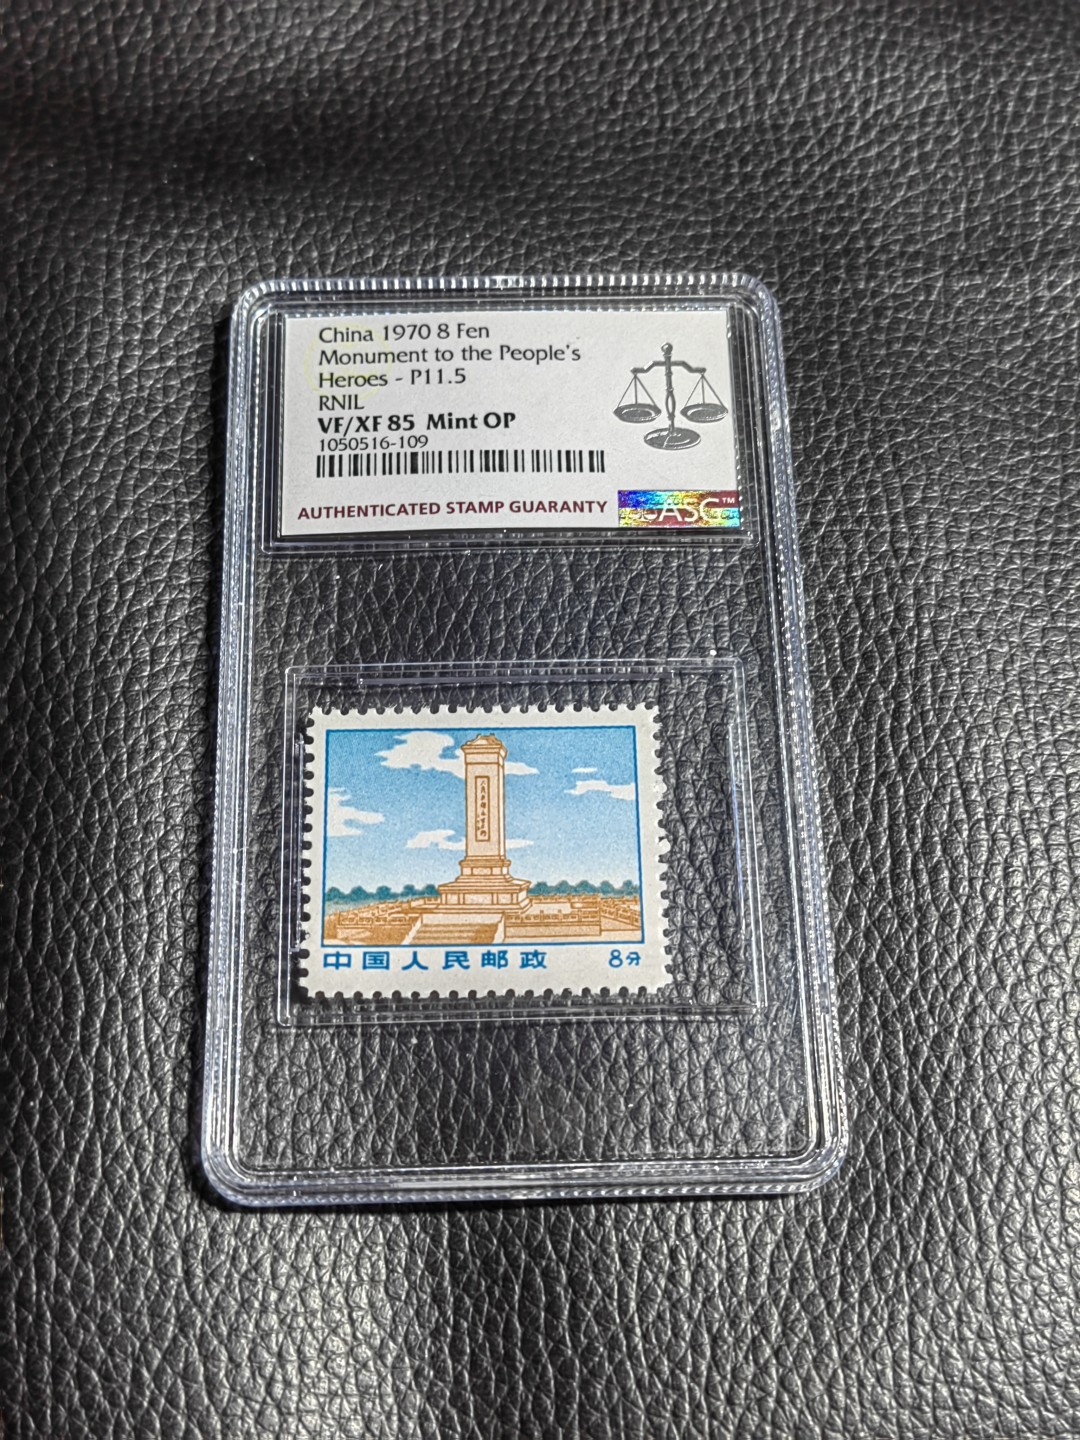 China 1970 8 Fen
Monument to the People's
Heroes - P11.5
RNIL
VF/XF 85 Mint OP
1050516-109
AUTHENTICATED STAMP GUARANTY
ASG™
中国人民邮政 8分